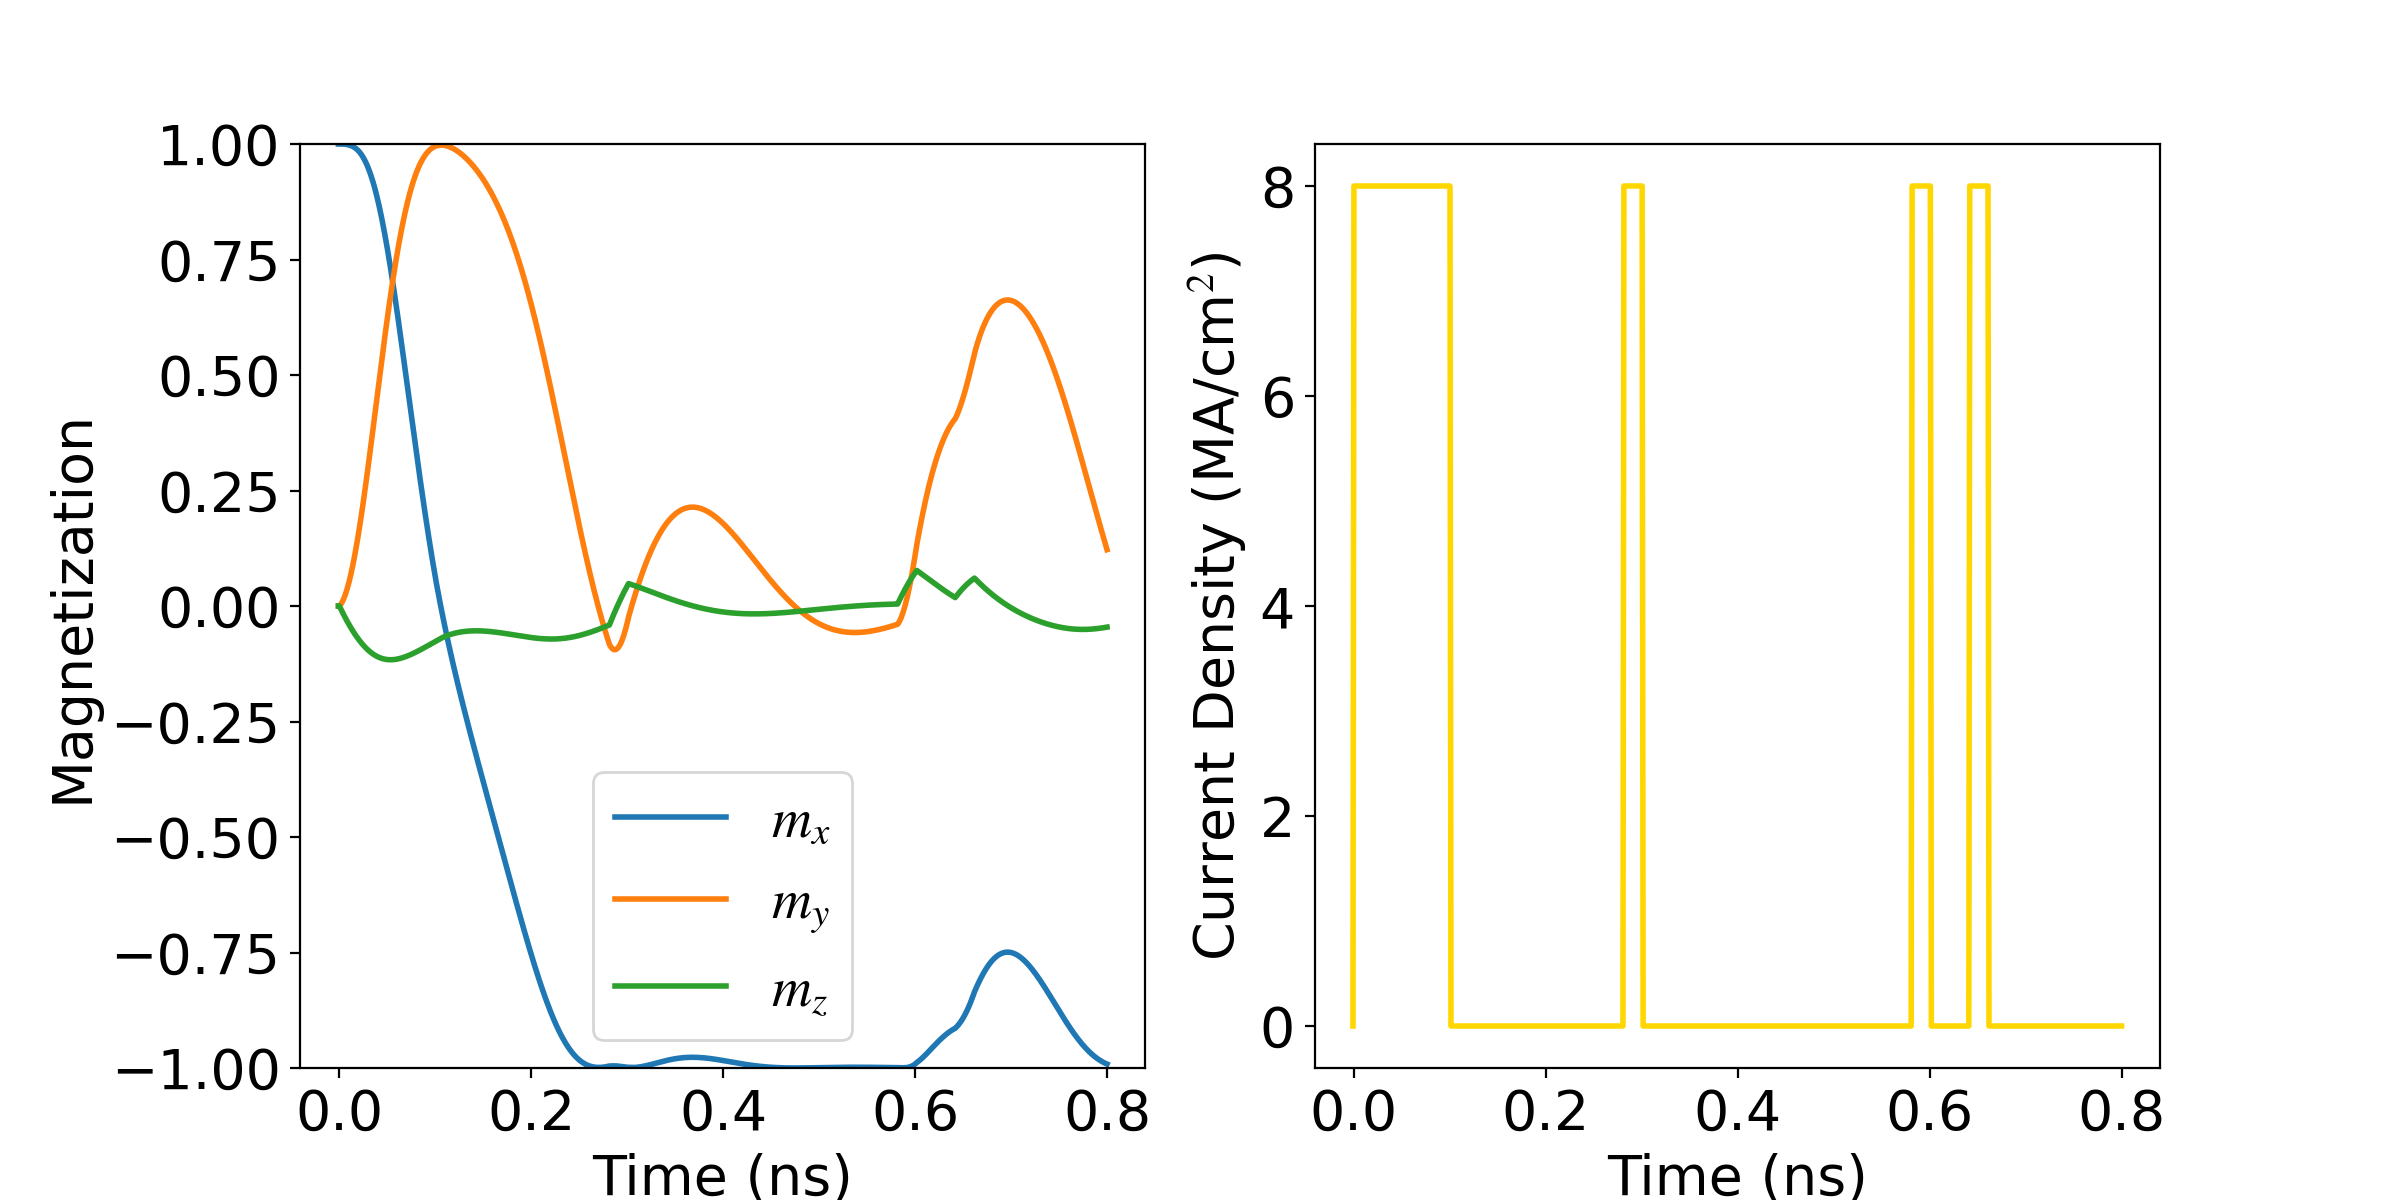 1.00
0.75
0.50
0.25
0.00
−0.25
−0.50
−0.75
−1.00
Magnetization
0.0 0.2 0.4 0.6 0.8
Time (ns)
m_x
m_y
m_z
8
6
4
2
0
Current Density (MA/cm²)
0.0 0.2 0.4 0.6 0.8
Time (ns)